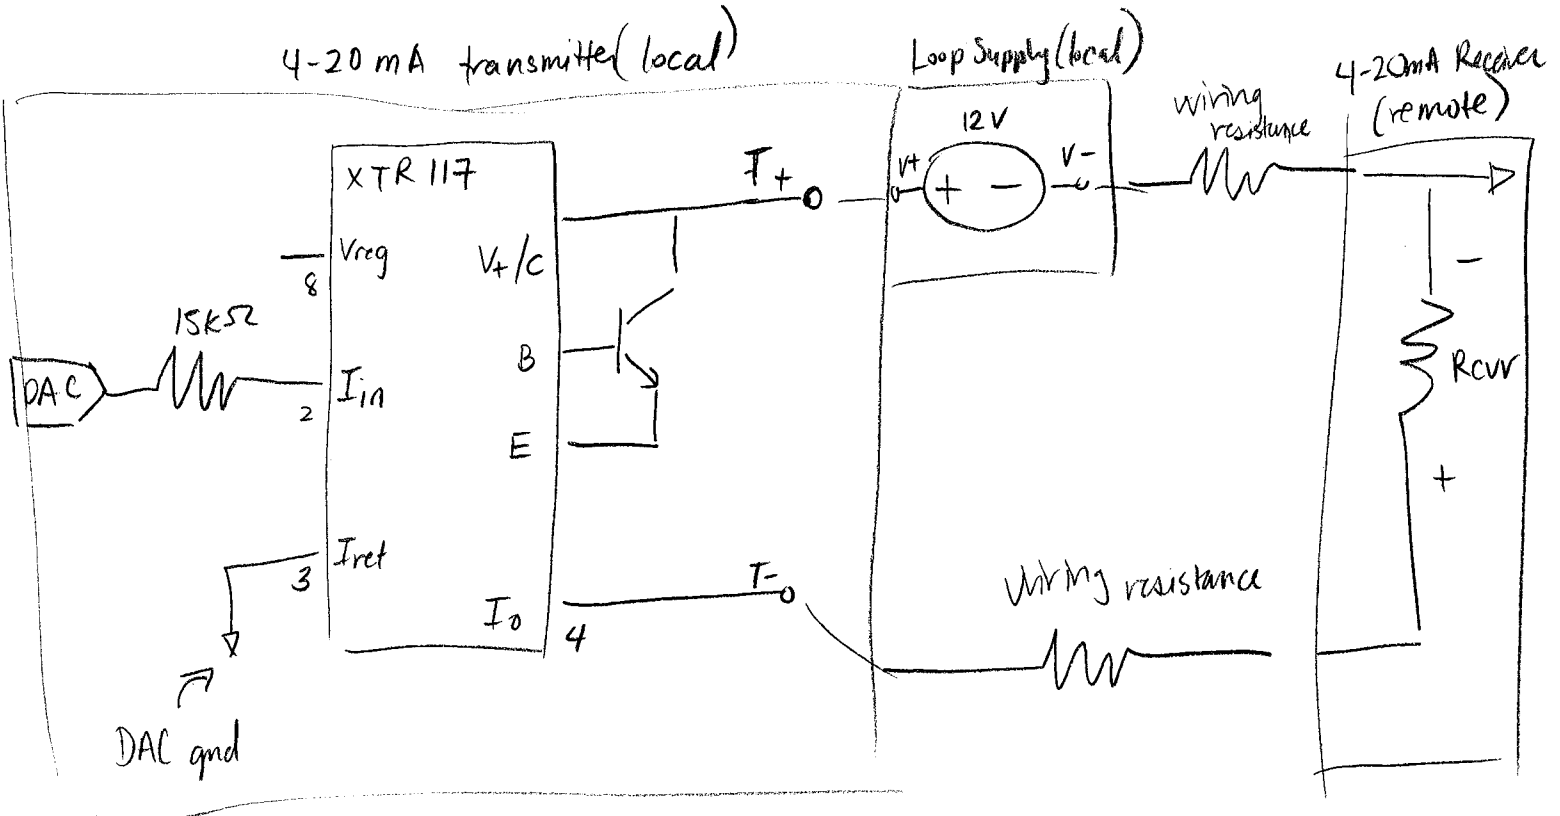 4-20 mA transmitter (local)
Loop Supply (local)
4-20mA Receiver
(remote)
wiring
resistance
12V
V+
V-
+ -
XTR 117
T+
Vreg
8
V+/C
15kΩ
DAC
Iin
2
B
E
-
Rcvr
+
Iret
3
Io
4
T-
wiring resistance
DAC gnd